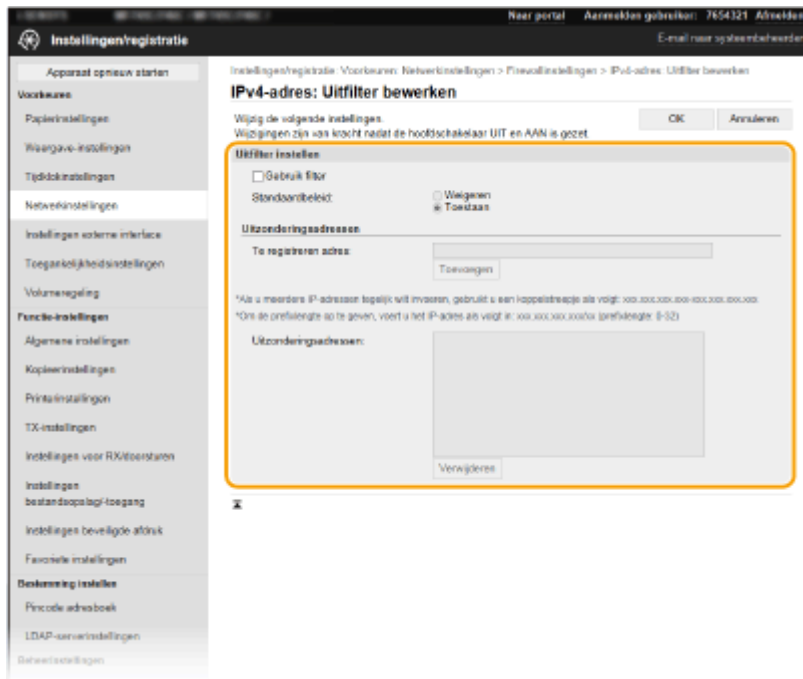 Naar portal Aanmelden gebruiker: 7654321 Afmelden
Instellingen/registratie
E-mail naar systeembeheerder
Apparaat opnieuw starten
Voorkeuren
Papierinstellingen
Weergave-instellingen
Tijdklokinstellingen
Netwerkinstellingen
Instellingen externe interface
Toegankelijkheidsinstellingen
Volumeregeling
Functie-instellingen
Algemene instellingen
Kopieerinstellingen
Printerinstellingen
TX-instellingen
Instellingen voor RX/doorsturen
Instellingen
bestandsopslag/-toegang
Instellingen beveiligde afdruk
Favoriete instellingen
Bestemming instellen
Pincode adresboek
LDAP-serverinstellingen
Beheerinstellingen
Instellingen/registratie: Voorkeuren: Netwerkinstellingen > Firewallinstellingen > IPv4-adres: Uitfilter bewerken
IPv4-adres: Uitfilter bewerken
Wijzig de volgende instellingen.
Wijzigingen zijn van kracht nadat de hoofdschakelaar UIT en AAN is gezet.
OK Annuleren
Uitfilter instellen
Gebruik filter
Standaardbeleid:
Weigeren
Toestaan
Uitzonderingsadressen
Te registreren adres:
Toevoegen
*Als u meerdere IP-adressen tegelijk wilt invoeren, gebruikt u een koppelstreepje als volgt: xxx.xxx.xxx.xxx-xxx.xxx.xxx.xxx
*Om de prefixlengte op te geven, voert u het IP-adres als volgt in: xxx.xxx.xxx.xxx/xx (prefixlengte: 0-32)
Uitzonderingsadressen:
Verwijderen